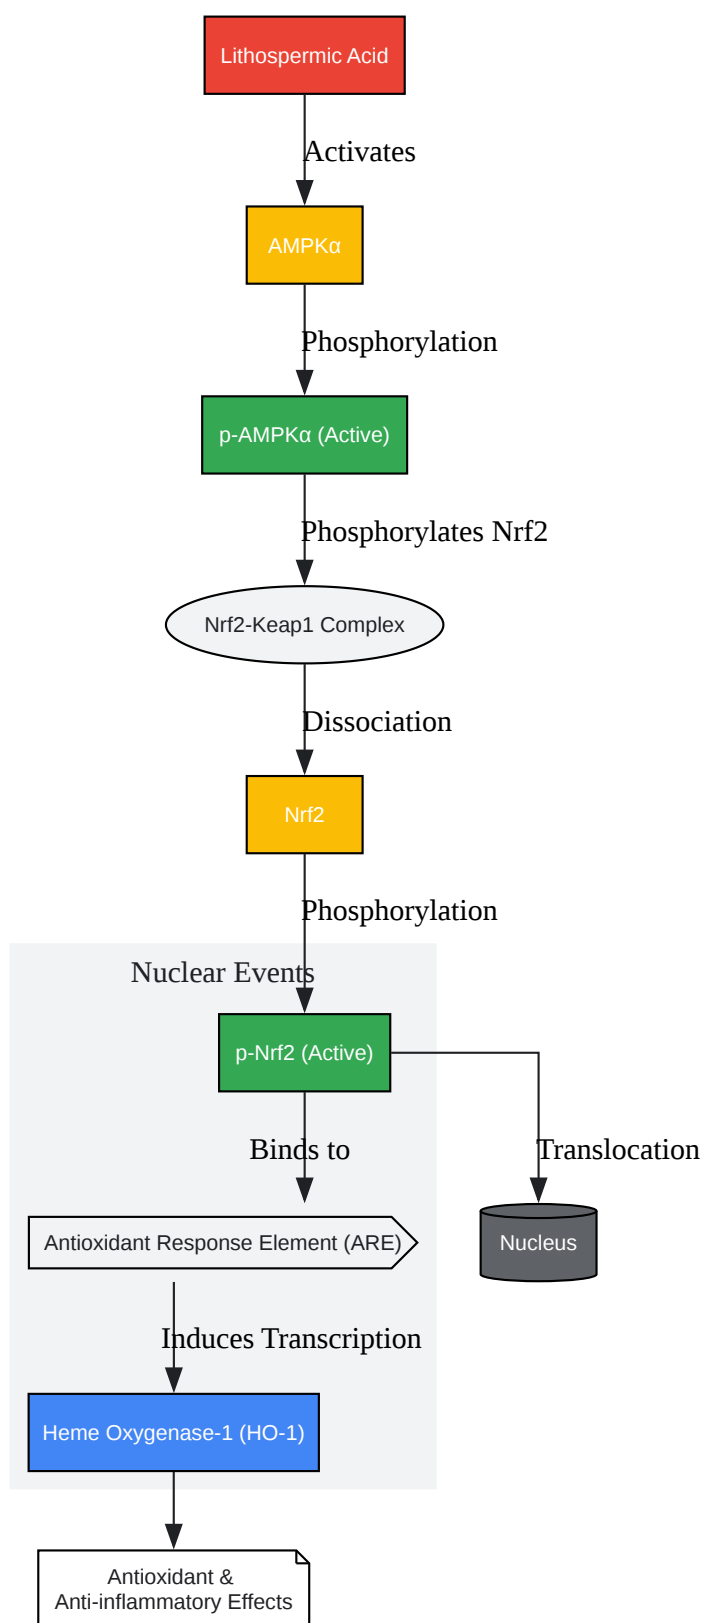 Lithospermic Acid
Activates
AMPKα
Phosphorylation
p-AMPKα (Active)
Phosphorylates Nrf2
Nrf2-Keap1 Complex
Dissociation
Nrf2
Phosphorylation
Nuclear Events
p-Nrf2 (Active)
Binds to
Translocation
Antioxidant Response Element (ARE)
Nucleus
Induces Transcription
Heme Oxygenase-1 (HO-1)
Antioxidant &
Anti-inflammatory Effects